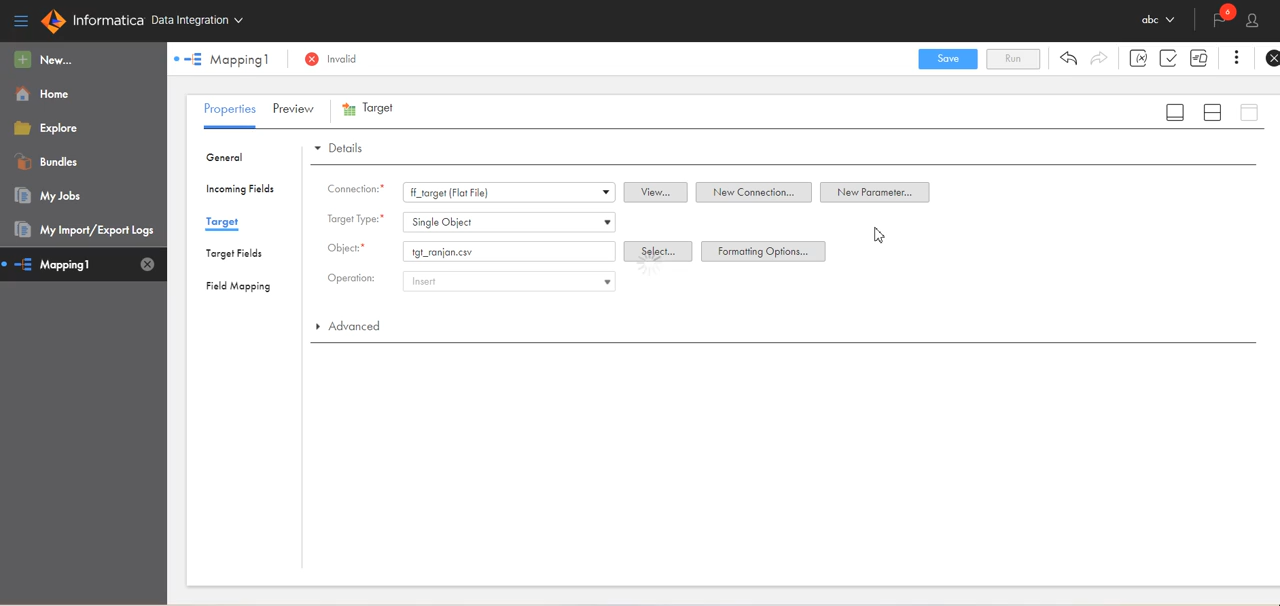 Informatica Data Integration
abc
6
New...
Home
Explore
Bundles
My Jobs
My Import/Export Logs
Mapping1
Mapping1
Invalid
Save
Run
(x)
Properties
Preview
Target
General
Incoming Fields
Target
Target Fields
Field Mapping
Details
Connection:* ff_target (Flat File) View... New Connection... New Parameter...
Target Type:* Single Object
Object:* tgt_ranjan.csv Select... Formatting Options...
Operation: Insert
Advanced